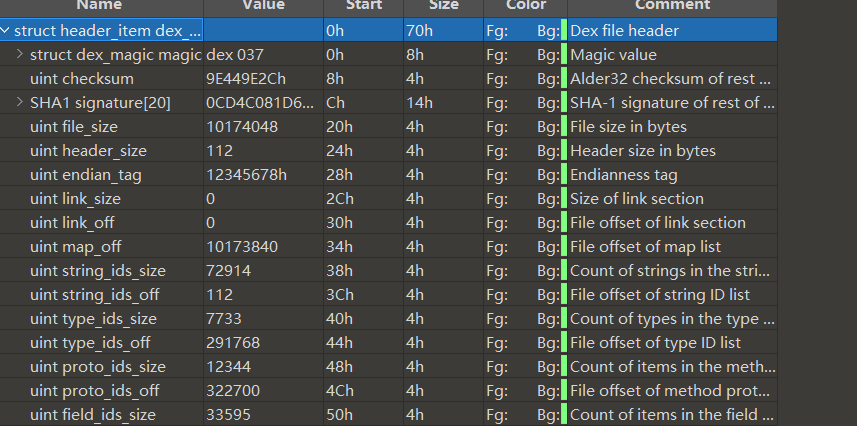 Name Value Start Size Color Comment
struct header_item dex_... 0h 70h Fg: Bg: Dex file header
struct dex_magic magic dex 037 0h 8h Fg: Bg: Magic value
uint checksum 9E449E2Ch 8h 4h Fg: Bg: Alder32 checksum of rest ...
SHA1 signature[20] 0CD4C081D6... Ch 14h Fg: Bg: SHA-1 signature of rest of ...
uint file_size 10174048 20h 4h Fg: Bg: File size in bytes
uint header_size 112 24h 4h Fg: Bg: Header size in bytes
uint endian_tag 12345678h 28h 4h Fg: Bg: Endianness tag
uint link_size 0 2Ch 4h Fg: Bg: Size of link section
uint link_off 0 30h 4h Fg: Bg: File offset of link section
uint map_off 10173840 34h 4h Fg: Bg: File offset of map list
uint string_ids_size 72914 38h 4h Fg: Bg: Count of strings in the stri...
uint string_ids_off 112 3Ch 4h Fg: Bg: File offset of string ID list
uint type_ids_size 7733 40h 4h Fg: Bg: Count of types in the type ...
uint type_ids_off 291768 44h 4h Fg: Bg: File offset of type ID list
uint proto_ids_size 12344 48h 4h Fg: Bg: Count of items in the meth...
uint proto_ids_off 322700 4Ch 4h Fg: Bg: File offset of method prot...
uint field_ids_size 33595 50h 4h Fg: Bg: Count of items in the field ...